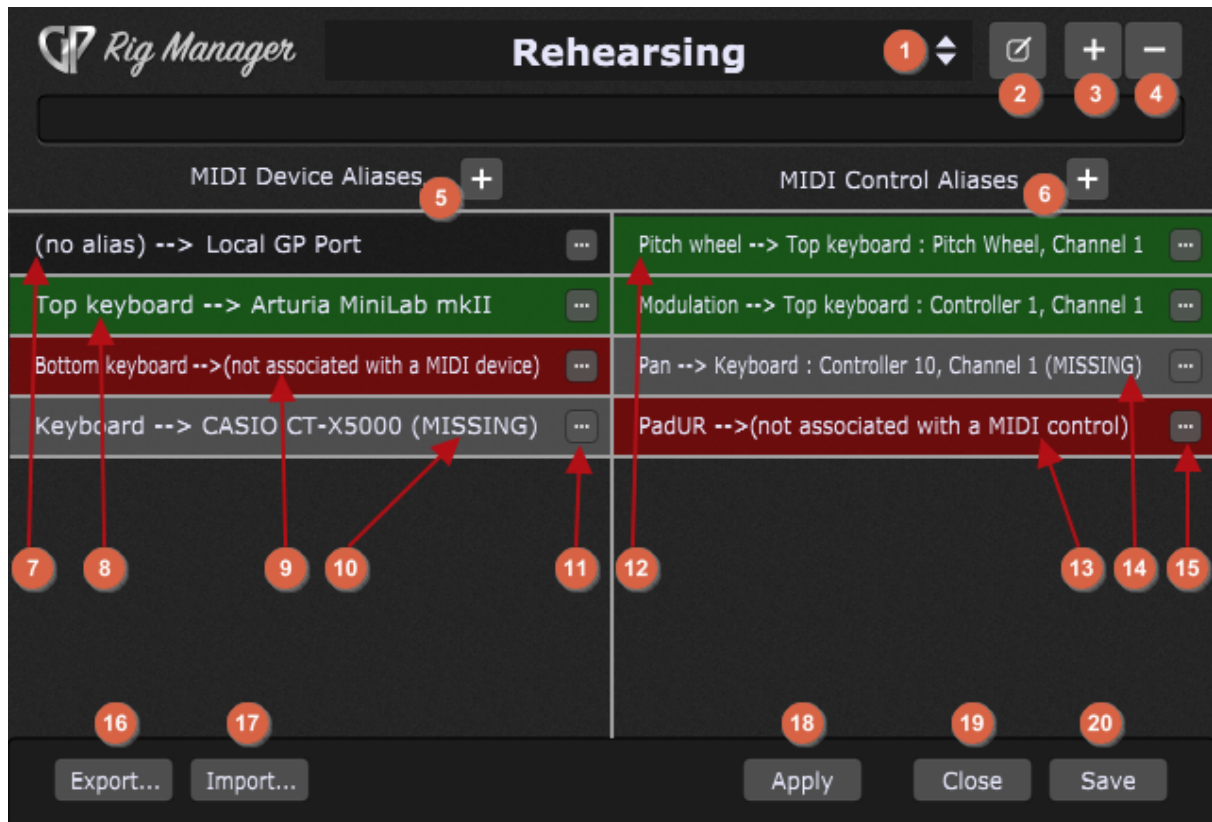 GP Rig Manager
Rehearsing
1
2
3
4
MIDI Device Aliases
5
+
MIDI Control Aliases
6
+
(no alias) --> Local GP Port
Pitch wheel --> Top keyboard : Pitch Wheel, Channel 1
Top keyboard --> Arturia MiniLab mkII
Modulation --> Top keyboard : Controller 1, Channel 1
Bottom keyboard -->(not associated with a MIDI device)
Pan --> Keyboard : Controller 10, Channel 1 (MISSING)
Keyboard --> CASIO CT-X5000 (MISSING)
PadUR -->(not associated with a MIDI control)
7
8
9
10
11
12
13
14
15
16
17
18
19
20
Export...
Import...
Apply
Close
Save